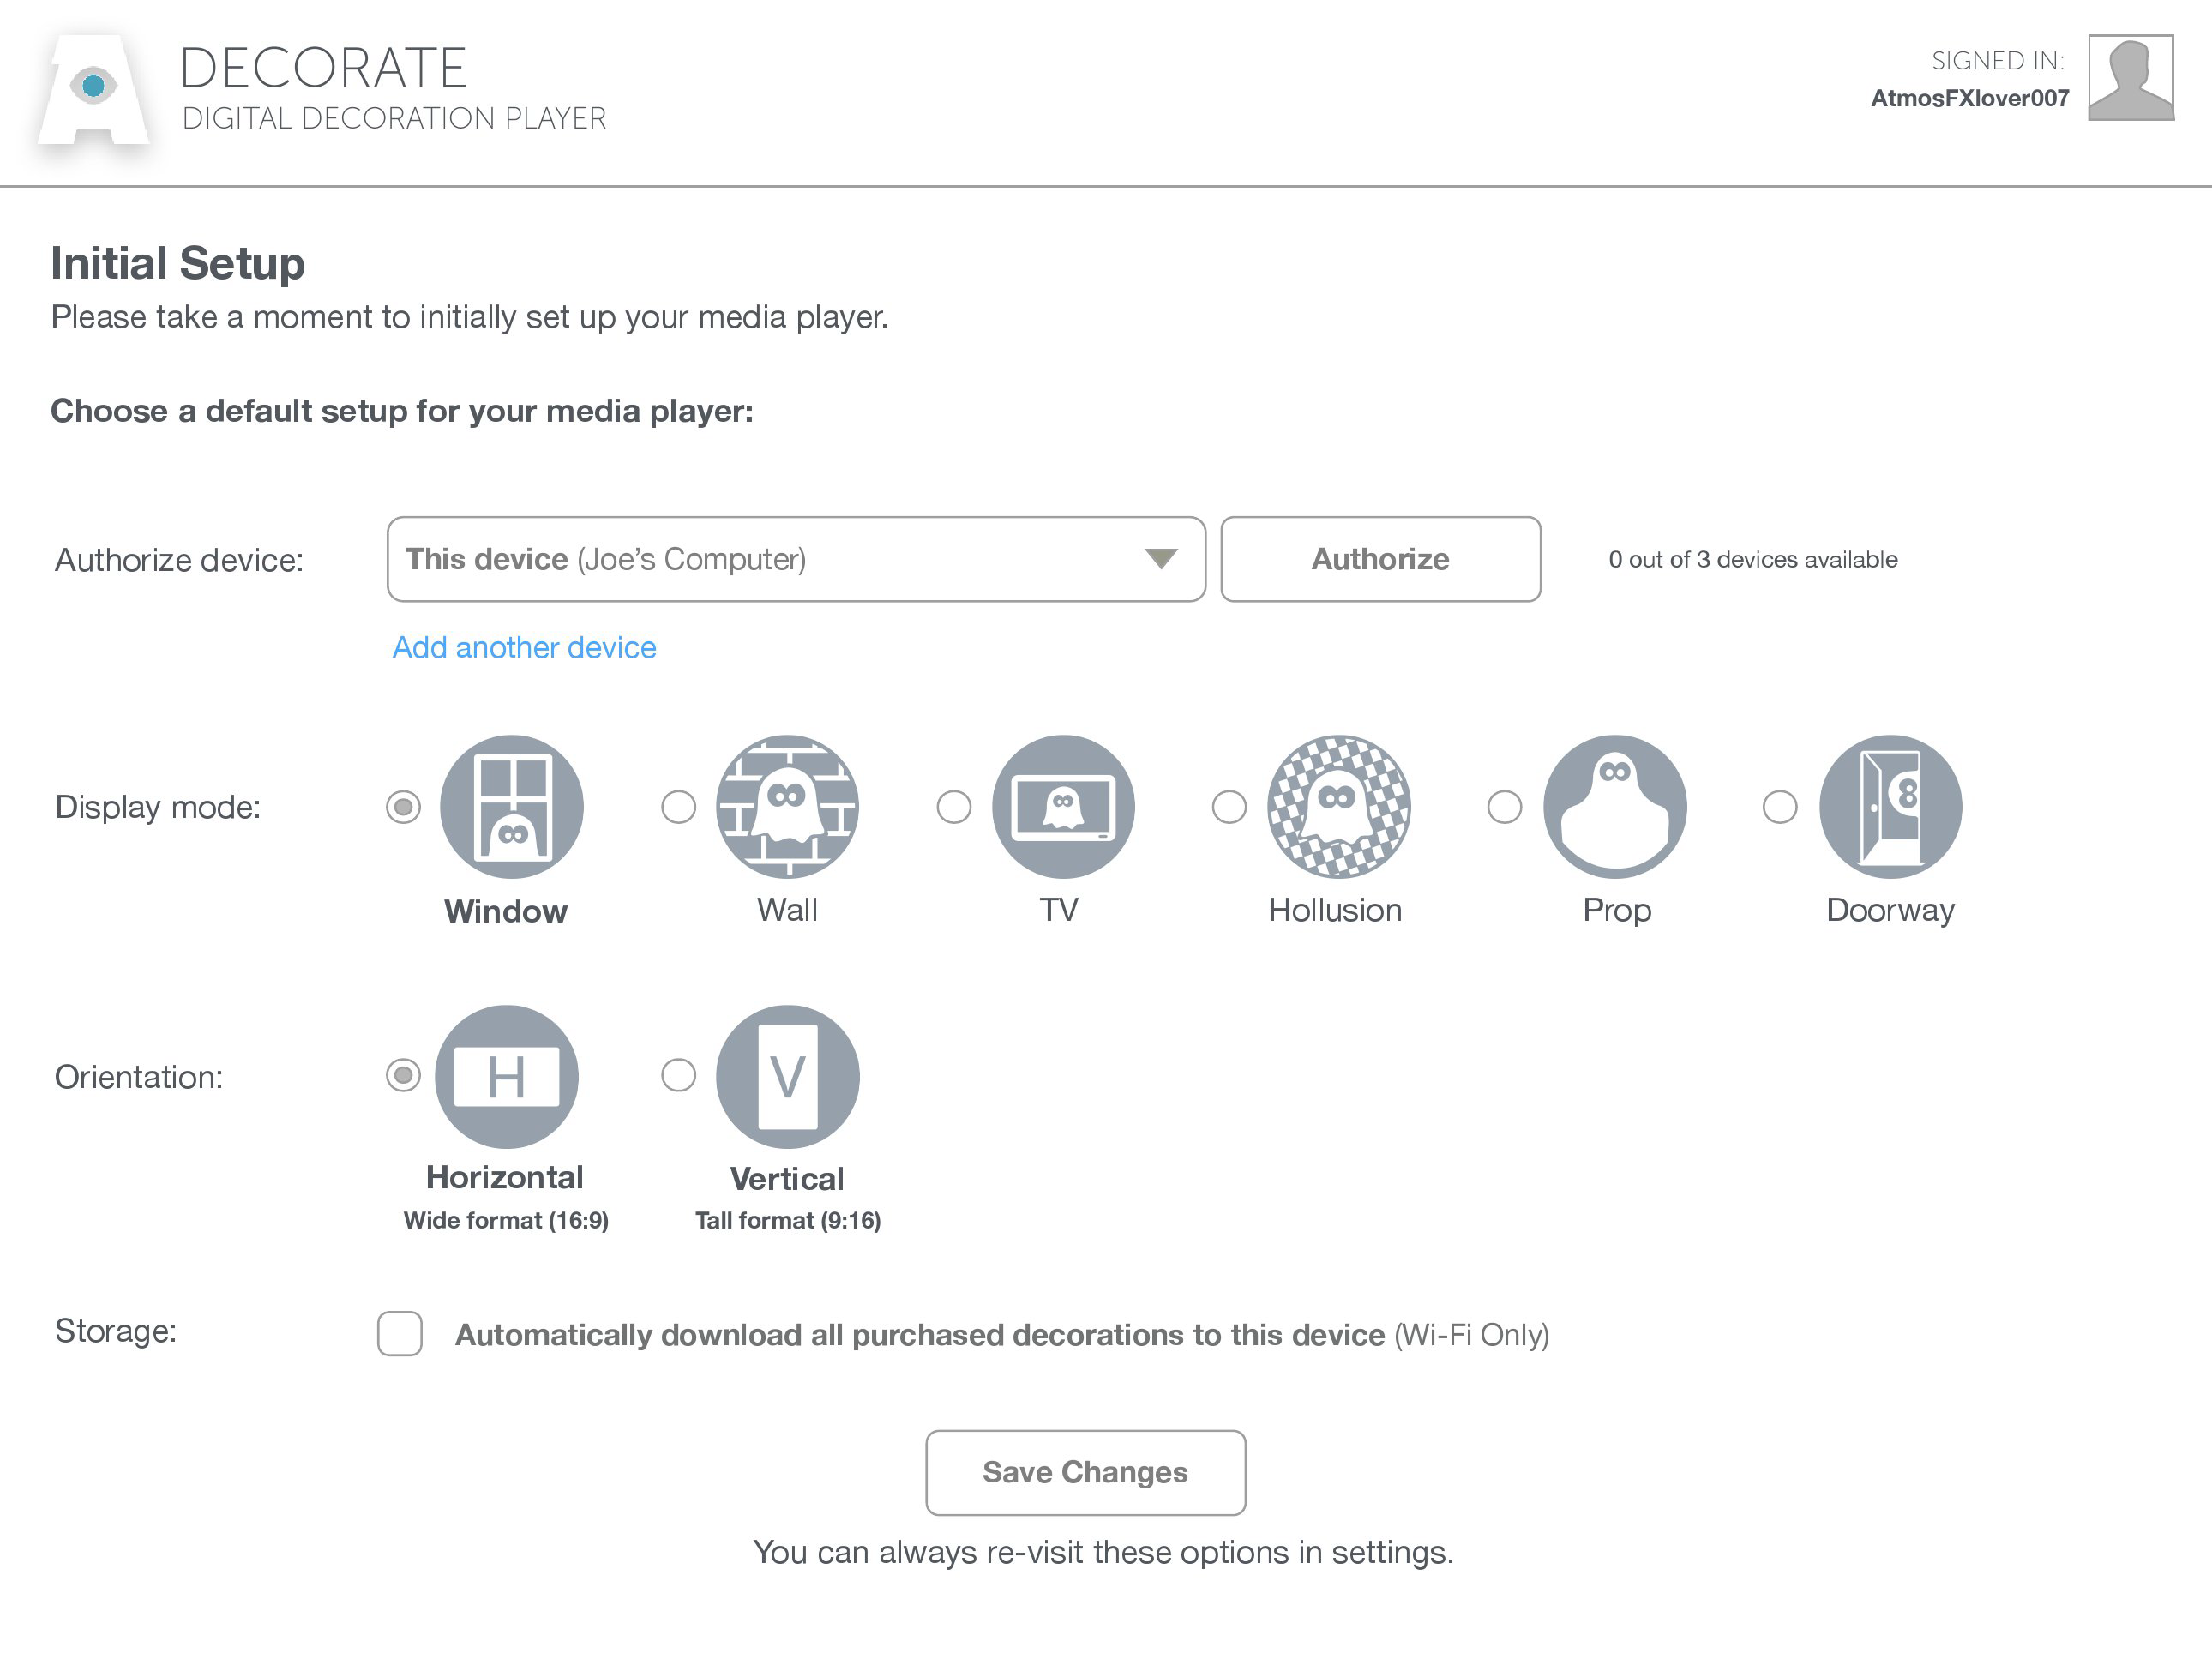 DECORATE
DIGITAL DECORATION PLAYER
SIGNED IN:
AtmosFXlover007
Initial Setup
Please take a moment to initially set up your media player.
Choose a default setup for your media player:
Authorize device:
This device (Joe's Computer)
Authorize
0 out of 3 devices available
Add another device
Display mode:
Window
Wall
TV
Hollusion
Prop
Doorway
Orientation:
H
V
Horizontal
Vertical
Wide format (16:9)
Tall format (9:16)
Storage:
Automatically download all purchased decorations to this device (Wi-Fi Only)
Save Changes
You can always re-visit these options in settings.